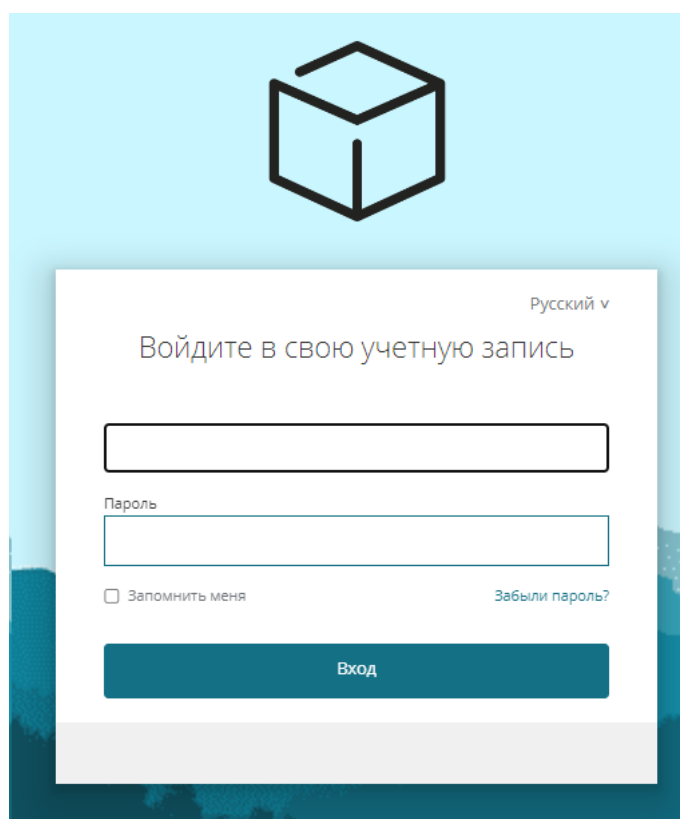 Русский v
Войдите в свою учетную запись
Пароль
Запомнить меня
Забыли пароль?
Вход